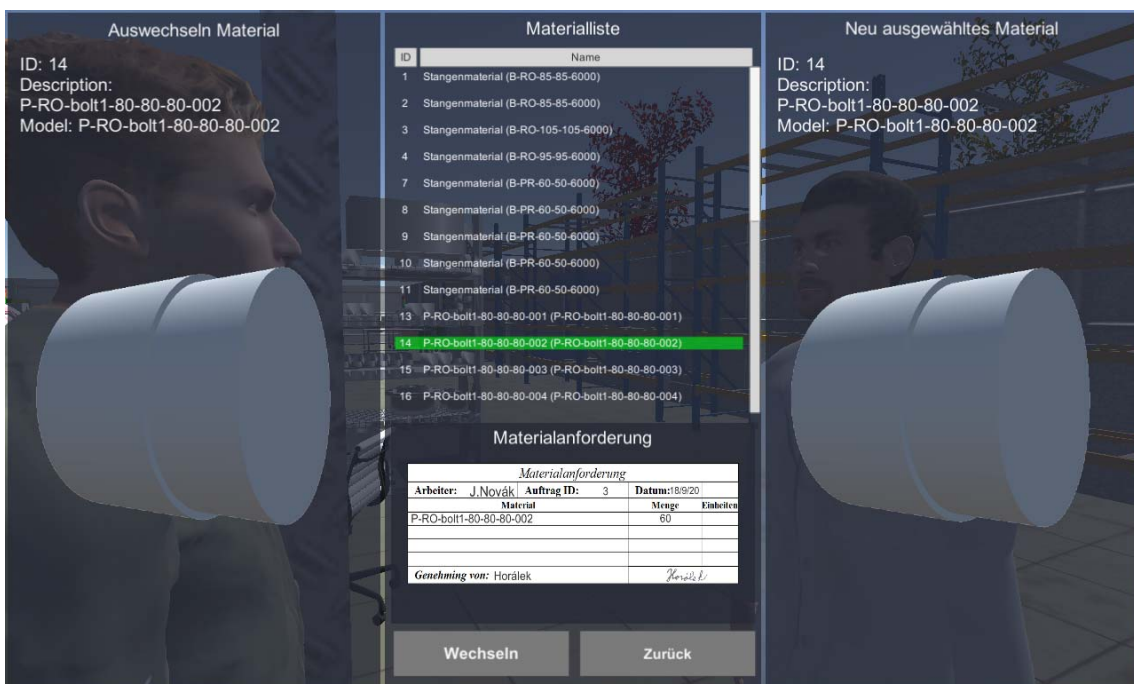 Auswechseln Material
ID: 14
Description:
P-RO-bolt1-80-80-80-002
Model: P-RO-bolt1-80-80-80-002
Materialliste
ID Name
1 Stangenmaterial (B-RO-85-85-6000)
2 Stangenmaterial (B-RO-85-85-6000)
3 Stangenmaterial (B-RO-105-105-6000)
4 Stangenmaterial (B-RO-95-95-6000)
7 Stangenmaterial (B-PR-60-50-6000)
8 Stangenmaterial (B-PR-60-50-6000)
9 Stangenmaterial (B-PR-60-50-6000)
10 Stangenmaterial (B-PR-60-50-6000)
11 Stangenmaterial (B-PR-60-50-6000)
13 P-RO-bolt1-80-80-80-001 (P-RO-bolt1-80-80-80-001)
14 P-RO-bolt1-80-80-80-002 (P-RO-bolt1-80-80-80-002)
15 P-RO-bolt1-80-80-80-003 (P-RO-bolt1-80-80-80-003)
16 P-RO-bolt1-80-80-80-004 (P-RO-bolt1-80-80-80-004)
Materialanforderung
Materialanforderung
Arbeiter: J.Novák Auftrag ID: 3 Datum:18/9/20
Material Menge Einheiten
P-RO-bolt1-80-80-80-002 60
Genehming von: Horálek Horálek
Wechseln Zurück
Neu ausgewähltes Material
ID: 14
Description:
P-RO-bolt1-80-80-80-002
Model: P-RO-bolt1-80-80-80-002